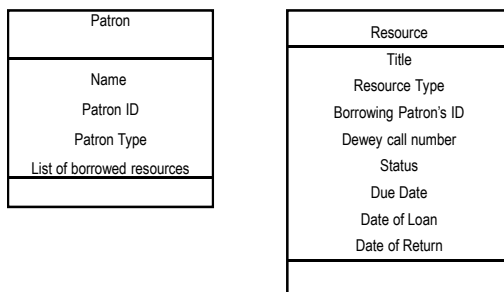 Patron
Name
Patron ID
Patron Type
List of borrowed resources
Resource
Title
Resource Type
Borrowing Patron's ID
Dewey call number
Status
Due Date
Date of Loan
Date of Return